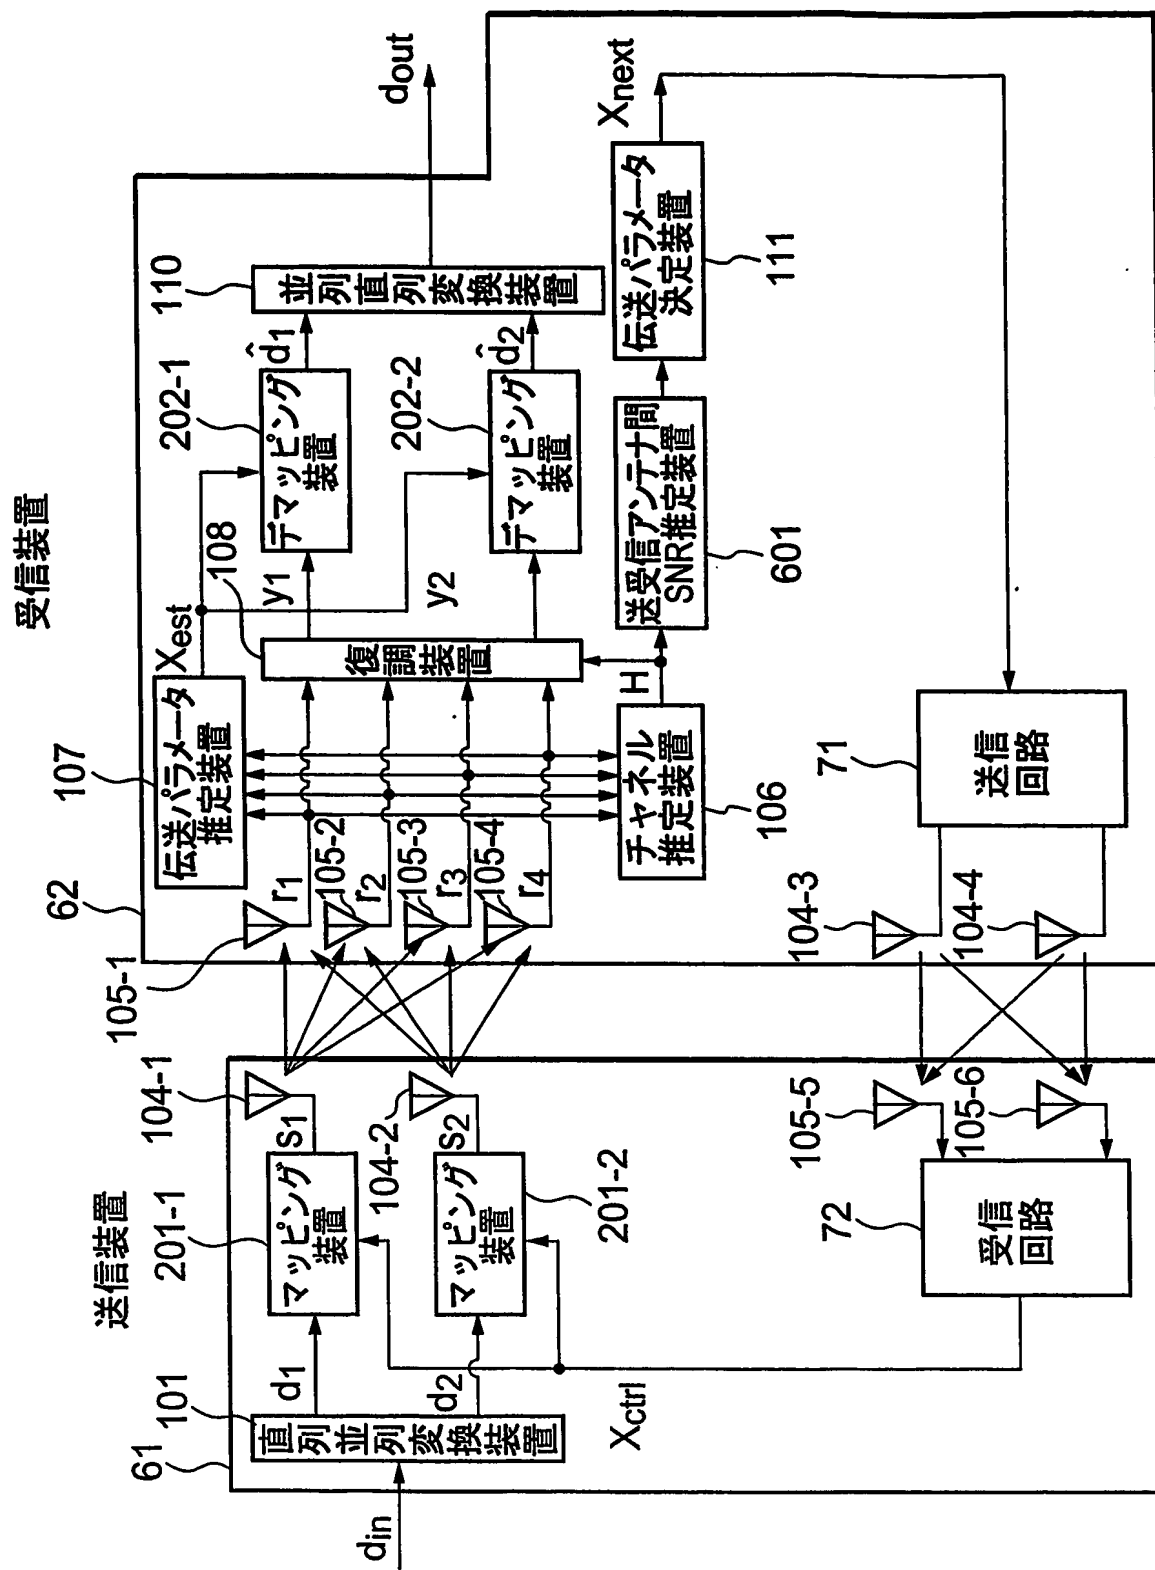 送信装置
61
101
din
直列並列変換装置
d1
d2
Xctrl
201-1
マッピング
装置
s1
104-1
マッピング
装置
201-2
s2
104-2
72
受信
回路
105-5
105-6
受信装置
62
105-1
r1
105-2
r2
105-3
r3
105-4
r4
107
伝送パラメータ
推定装置
Xest
チャネル
推定装置
106
H
108
復調装置
y1
y2
202-1
デマッピング
装置
d̂1
202-2
デマッピング
装置
d̂2
110
並列直列変換装置
dout
送受信アンテナ間
SNR推定装置
601
伝送パラメータ
決定装置
111
Xnext
71
送信
回路
104-3
104-4